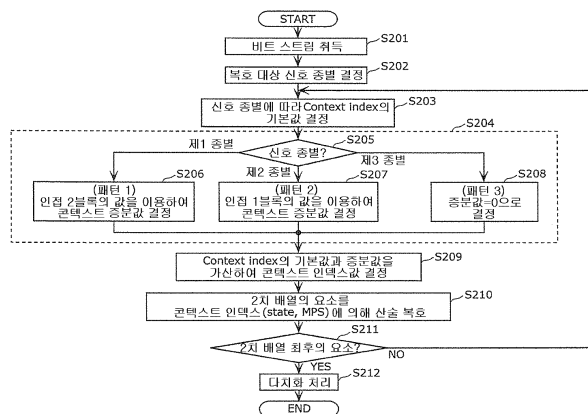 START
비트 스트림 취득
S201
복호 대상 신호 종별 결정
S202
신호 종별에 따라 Context index의
기본값 결정
S203
S204
신호 종별?
S205
제1 종별
제2 종별
제3 종별
S206
(패턴 1)
인접 2블록의 값을 이용하여
콘텍스트 증분값 결정
S207
(패턴 2)
인접 1블록의 값을 이용하여
콘텍스트 증분값 결정
S208
(패턴 3)
증분값=0으로
결정
Context index의 기본값과 증분값을
가산하여 콘텍스트 인덱스값 결정
S209
2치 배열의 요소를
콘텍스트 인덱스(state, MPS)에 의해 산술 복호
S210
2치 배열 최후의 요소?
S211
NO
YES
다치화 처리
S212
END